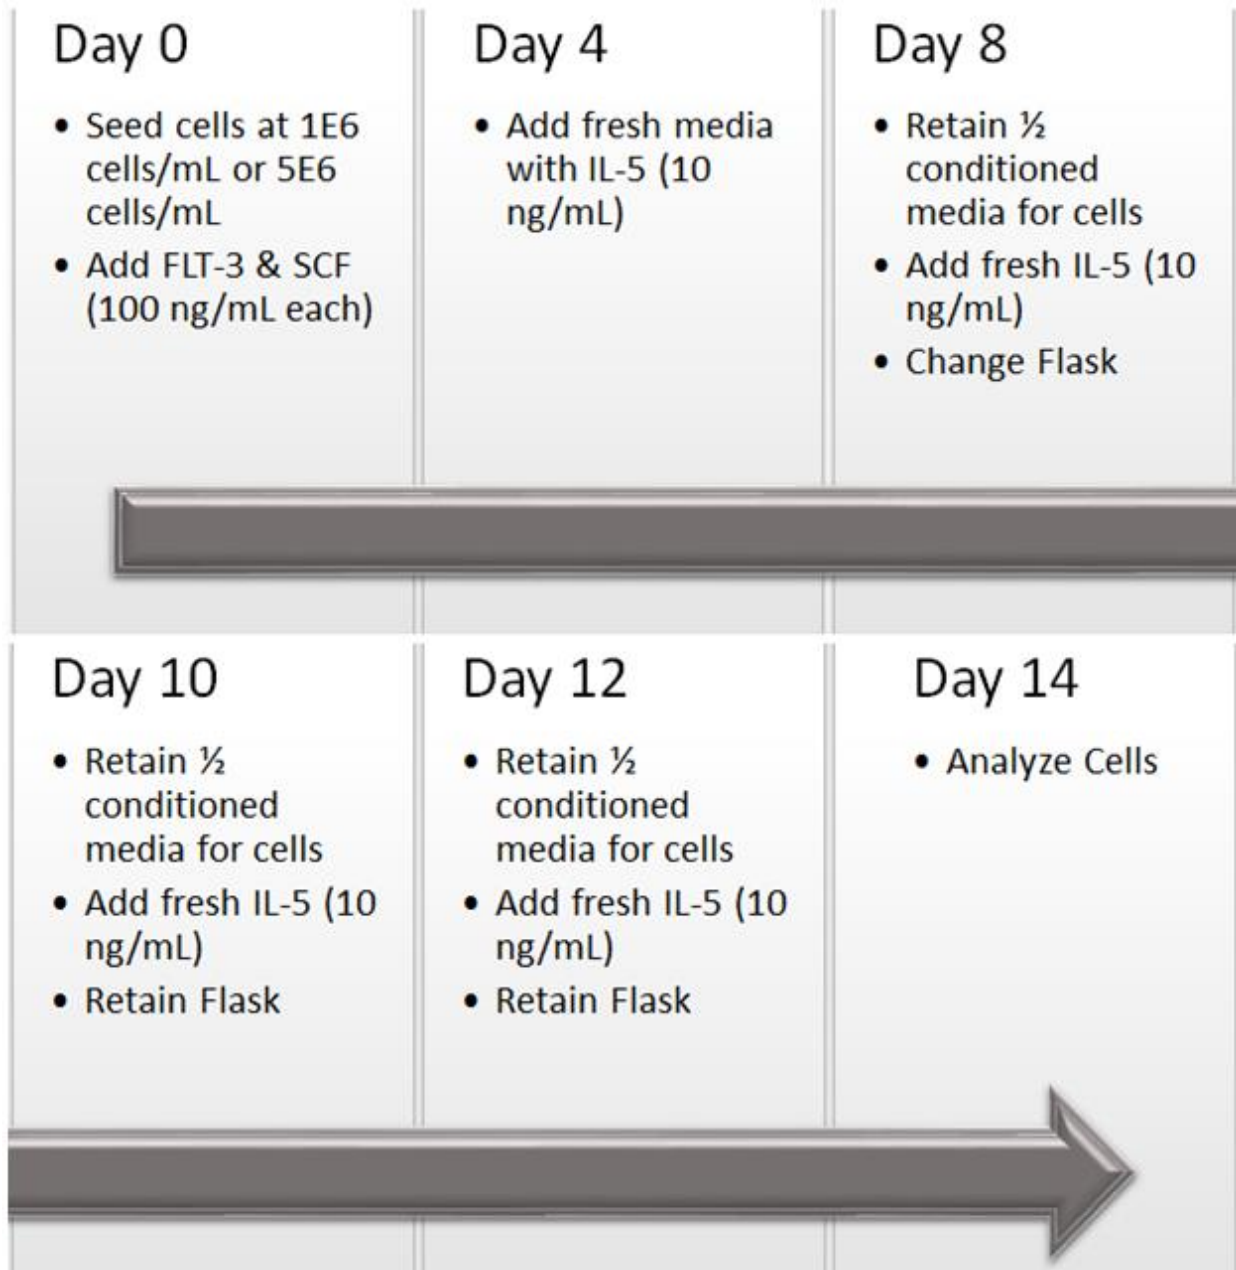 Day 0
• Seed cells at 1E6
cells/mL or 5E6
cells/mL
• Add FLT-3 & SCF
(100 ng/mL each)
Day 4
• Add fresh media
with IL-5 (10
ng/mL)
Day 8
• Retain ½
conditioned
media for cells
• Add fresh IL-5 (10
ng/mL)
• Change Flask
Day 10
• Retain ½
conditioned
media for cells
• Add fresh IL-5 (10
ng/mL)
• Retain Flask
Day 12
• Retain ½
conditioned
media for cells
• Add fresh IL-5 (10
ng/mL)
• Retain Flask
Day 14
• Analyze Cells